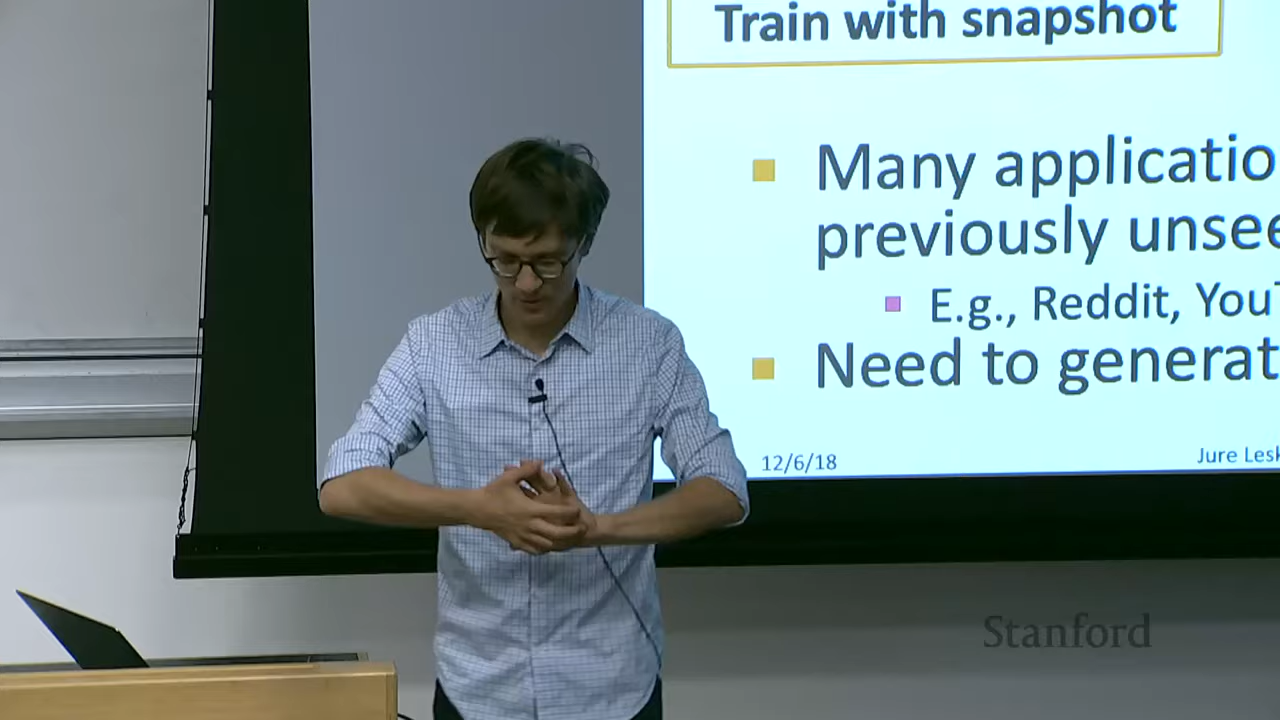 Train with snapshot
Many applicatio
previously unsee
E.g., Reddit, You
Need to generat
12/6/18
Jure Lesk
Stanford